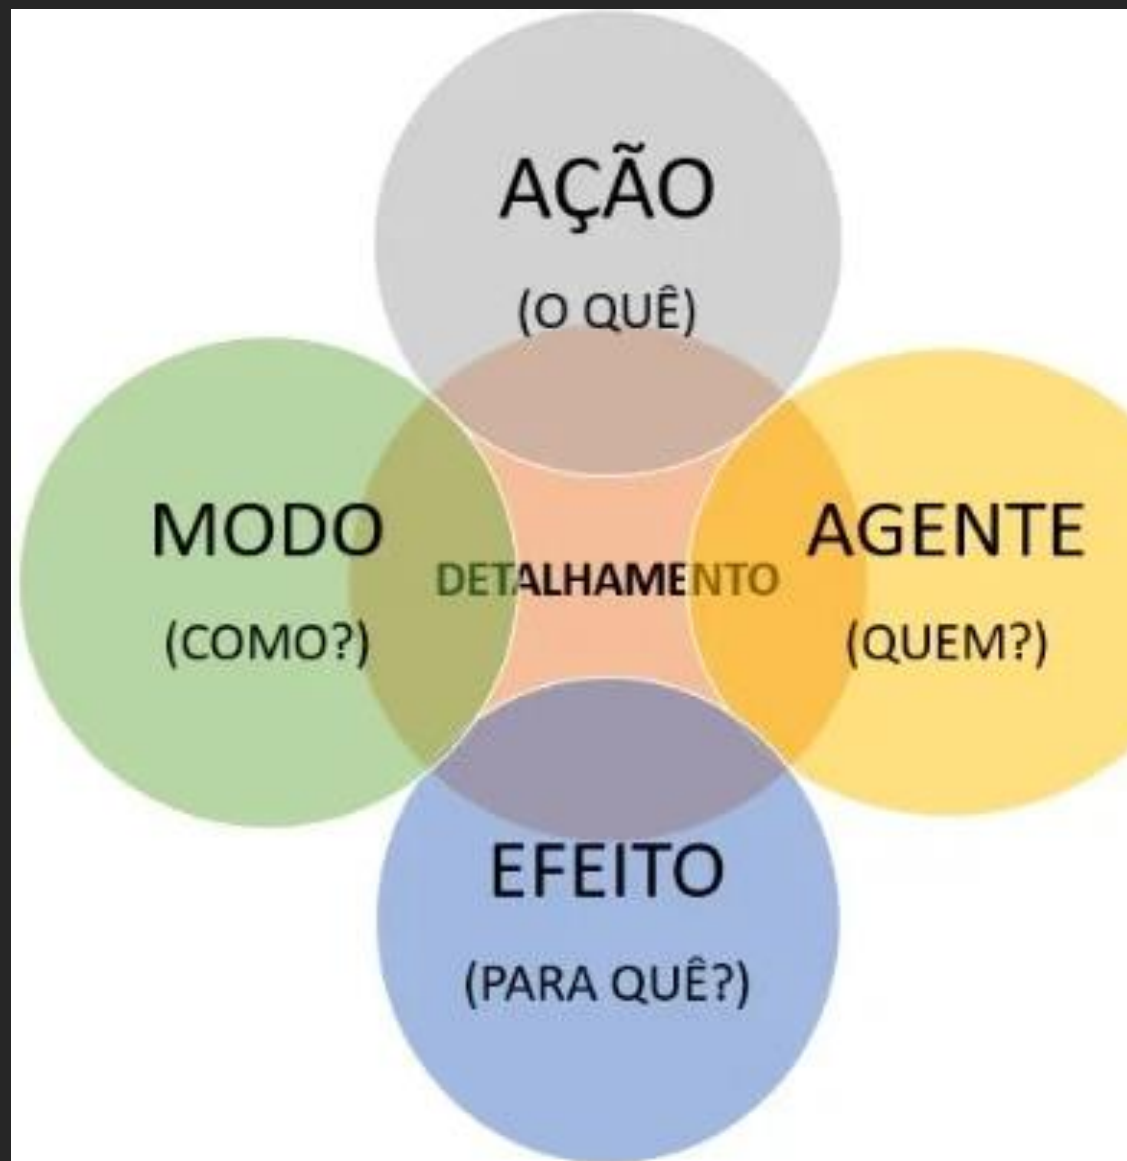 AÇÃO
(O QUÊ)
MODO
(COMO?)
DETALHAMENTO
AGENTE
(QUEM?)
EFEITO
(PARA QUÊ?)